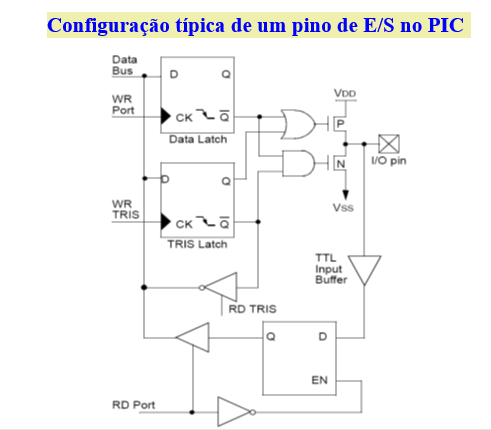 Configuração típica de um pino de E/S no PIC
Data
Bus
D
Q
WR
Port
CK
Q
Data Latch
VDD
P
I/O pin
N
VSS
D
Q
WR
TRIS
CK
Q
TRIS Latch
TTL
Input
Buffer
RD TRIS
Q
D
EN
RD Port